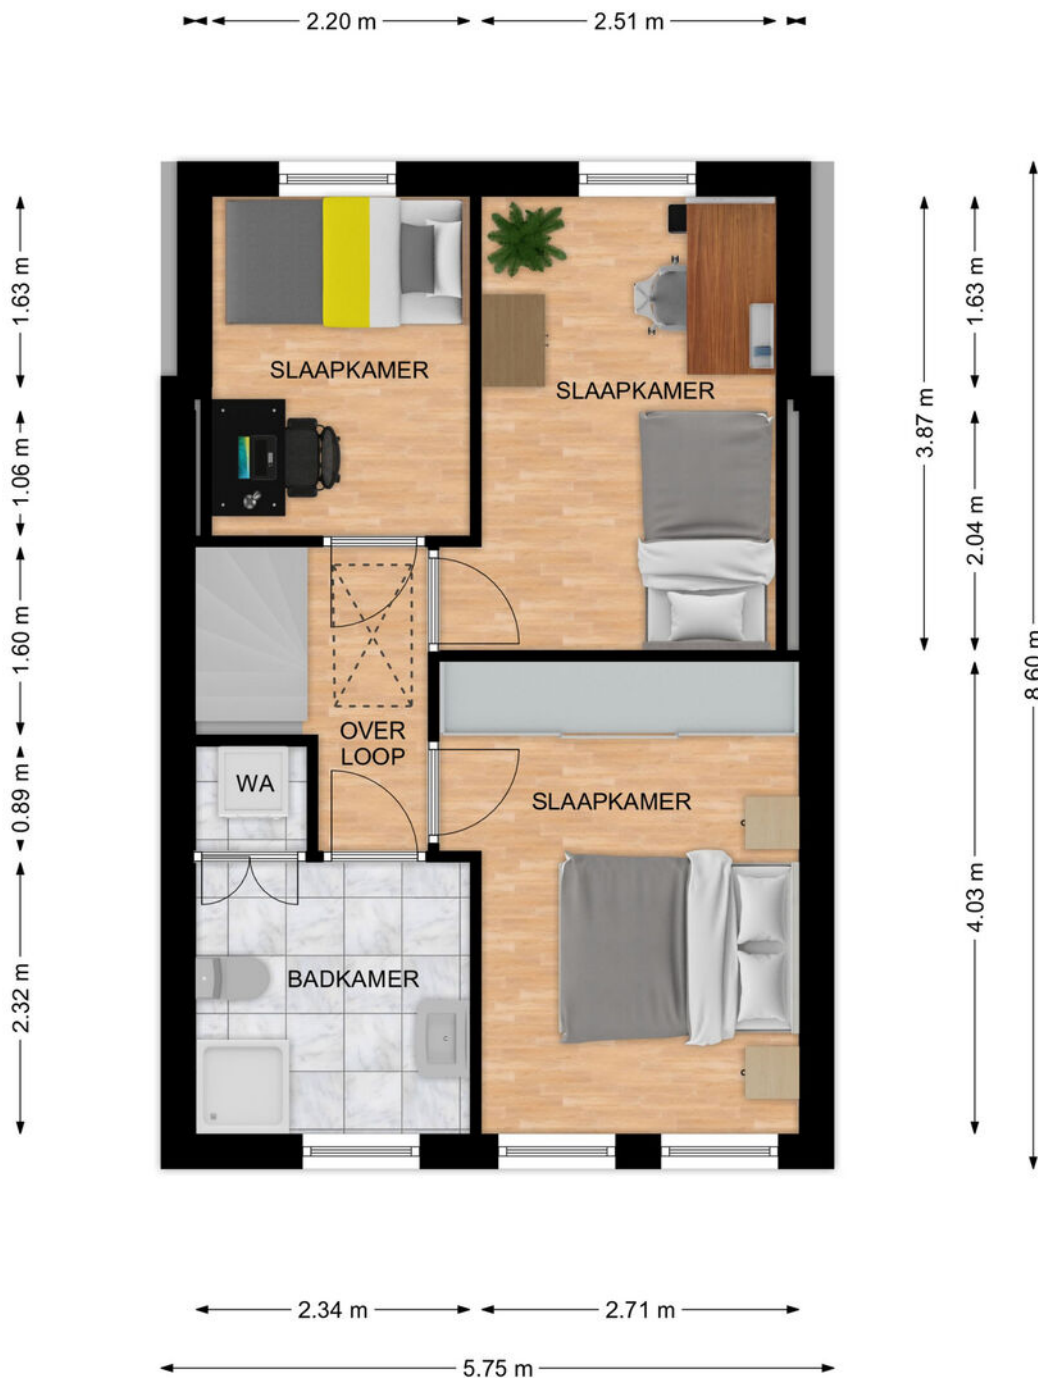 2.20 m
2.51 m
1.63 m
1.63 m
SLAAPKAMER
SLAAPKAMER
3.87 m
1.06 m
2.04 m
1.60 m
8.60 m
OVER
LOOP
WA
0.89 m
SLAAPKAMER
4.03 m
BADKAMER
2.32 m
2.34 m
2.71 m
5.75 m